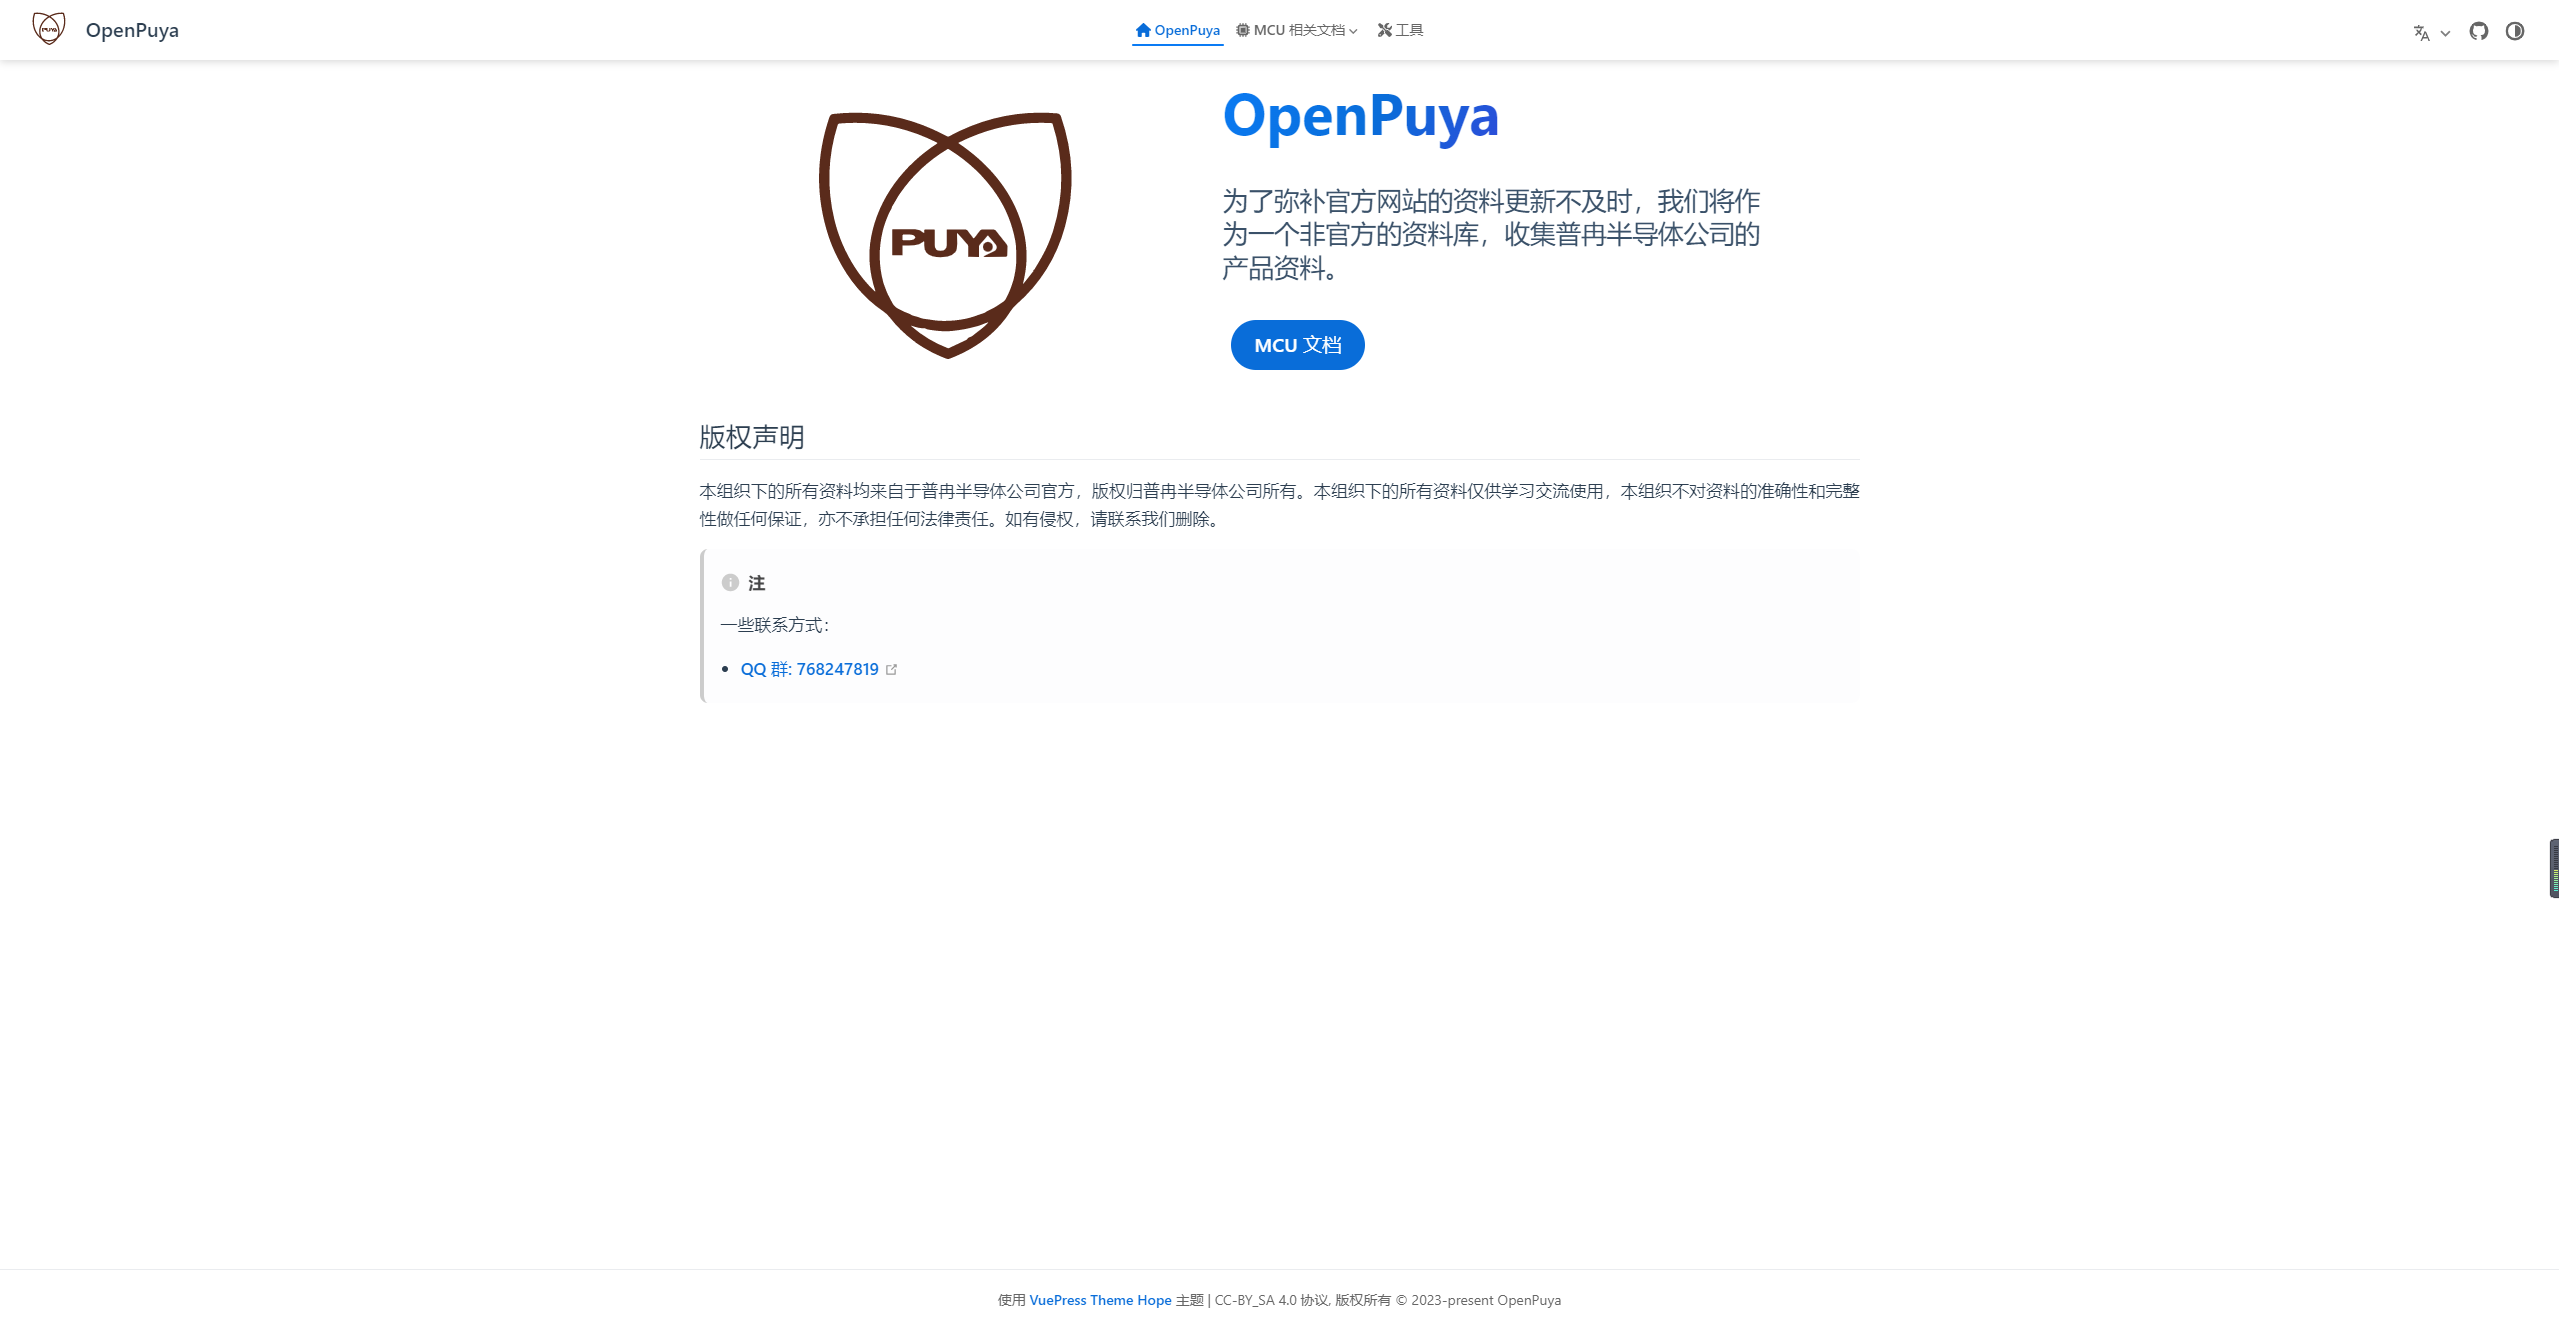 PUYA
OpenPuya
OpenPuya
MCU 相关文档
工具
PUYA
OpenPuya
为了弥补官方网站的资料更新不及时，我们将作
为一个非官方的资料库，收集普冉半导体公司的
产品资料。
MCU 文档
版权声明
本组织下的所有资料均来自于普冉半导体公司官方，版权归普冉半导体公司所有。本组织下的所有资料仅供学习交流使用，本组织不对资料的准确性和完整
性做任何保证，亦不承担任何法律责任。如有侵权，请联系我们删除。
注
一些联系方式：
QQ 群: 768247819
使用 VuePress Theme Hope 主题 | CC-BY_SA 4.0 协议, 版权所有 © 2023-present OpenPuya